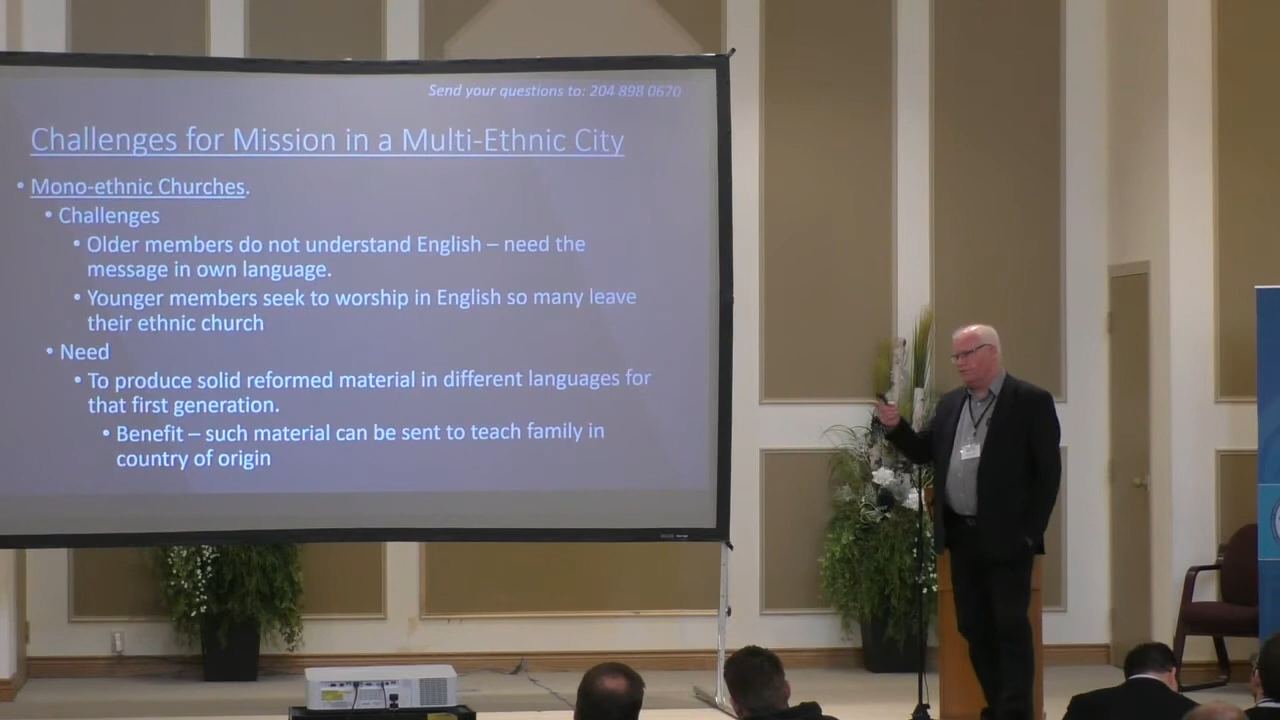 Send your questions to: 204 898 0670
Challenges for Mission in a Multi-Ethnic City
• Mono-ethnic Churches.
• Challenges
• Older members do not understand English – need the
message in own language.
• Younger members seek to worship in English so many leave
their ethnic church
• Need
• To produce solid reformed material in different languages for
that first generation.
• Benefit – such material can be sent to teach family in
country of origin